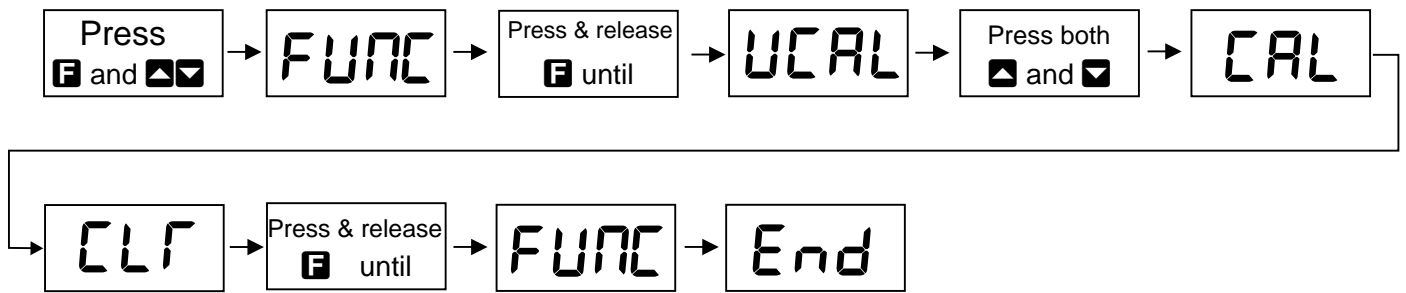 Press
F and ▲▼
FUNC
Press & release
F until
UCAL
Press both
▲ and ▼
CAL
CLr
Press & release
F until
FUNC
End